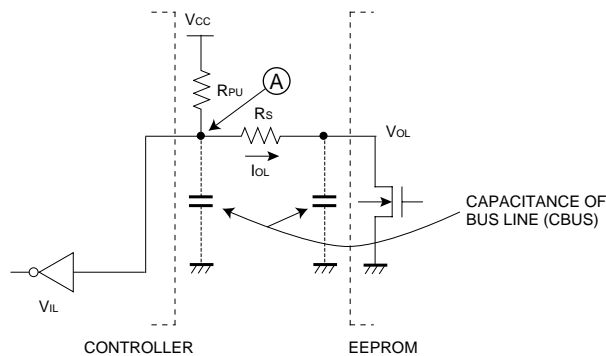 VCC
A
RPU
RS
VOL
IOL
CAPACITANCE OF
BUS LINE (CBUS)
VIL
CONTROLLER
EEPROM